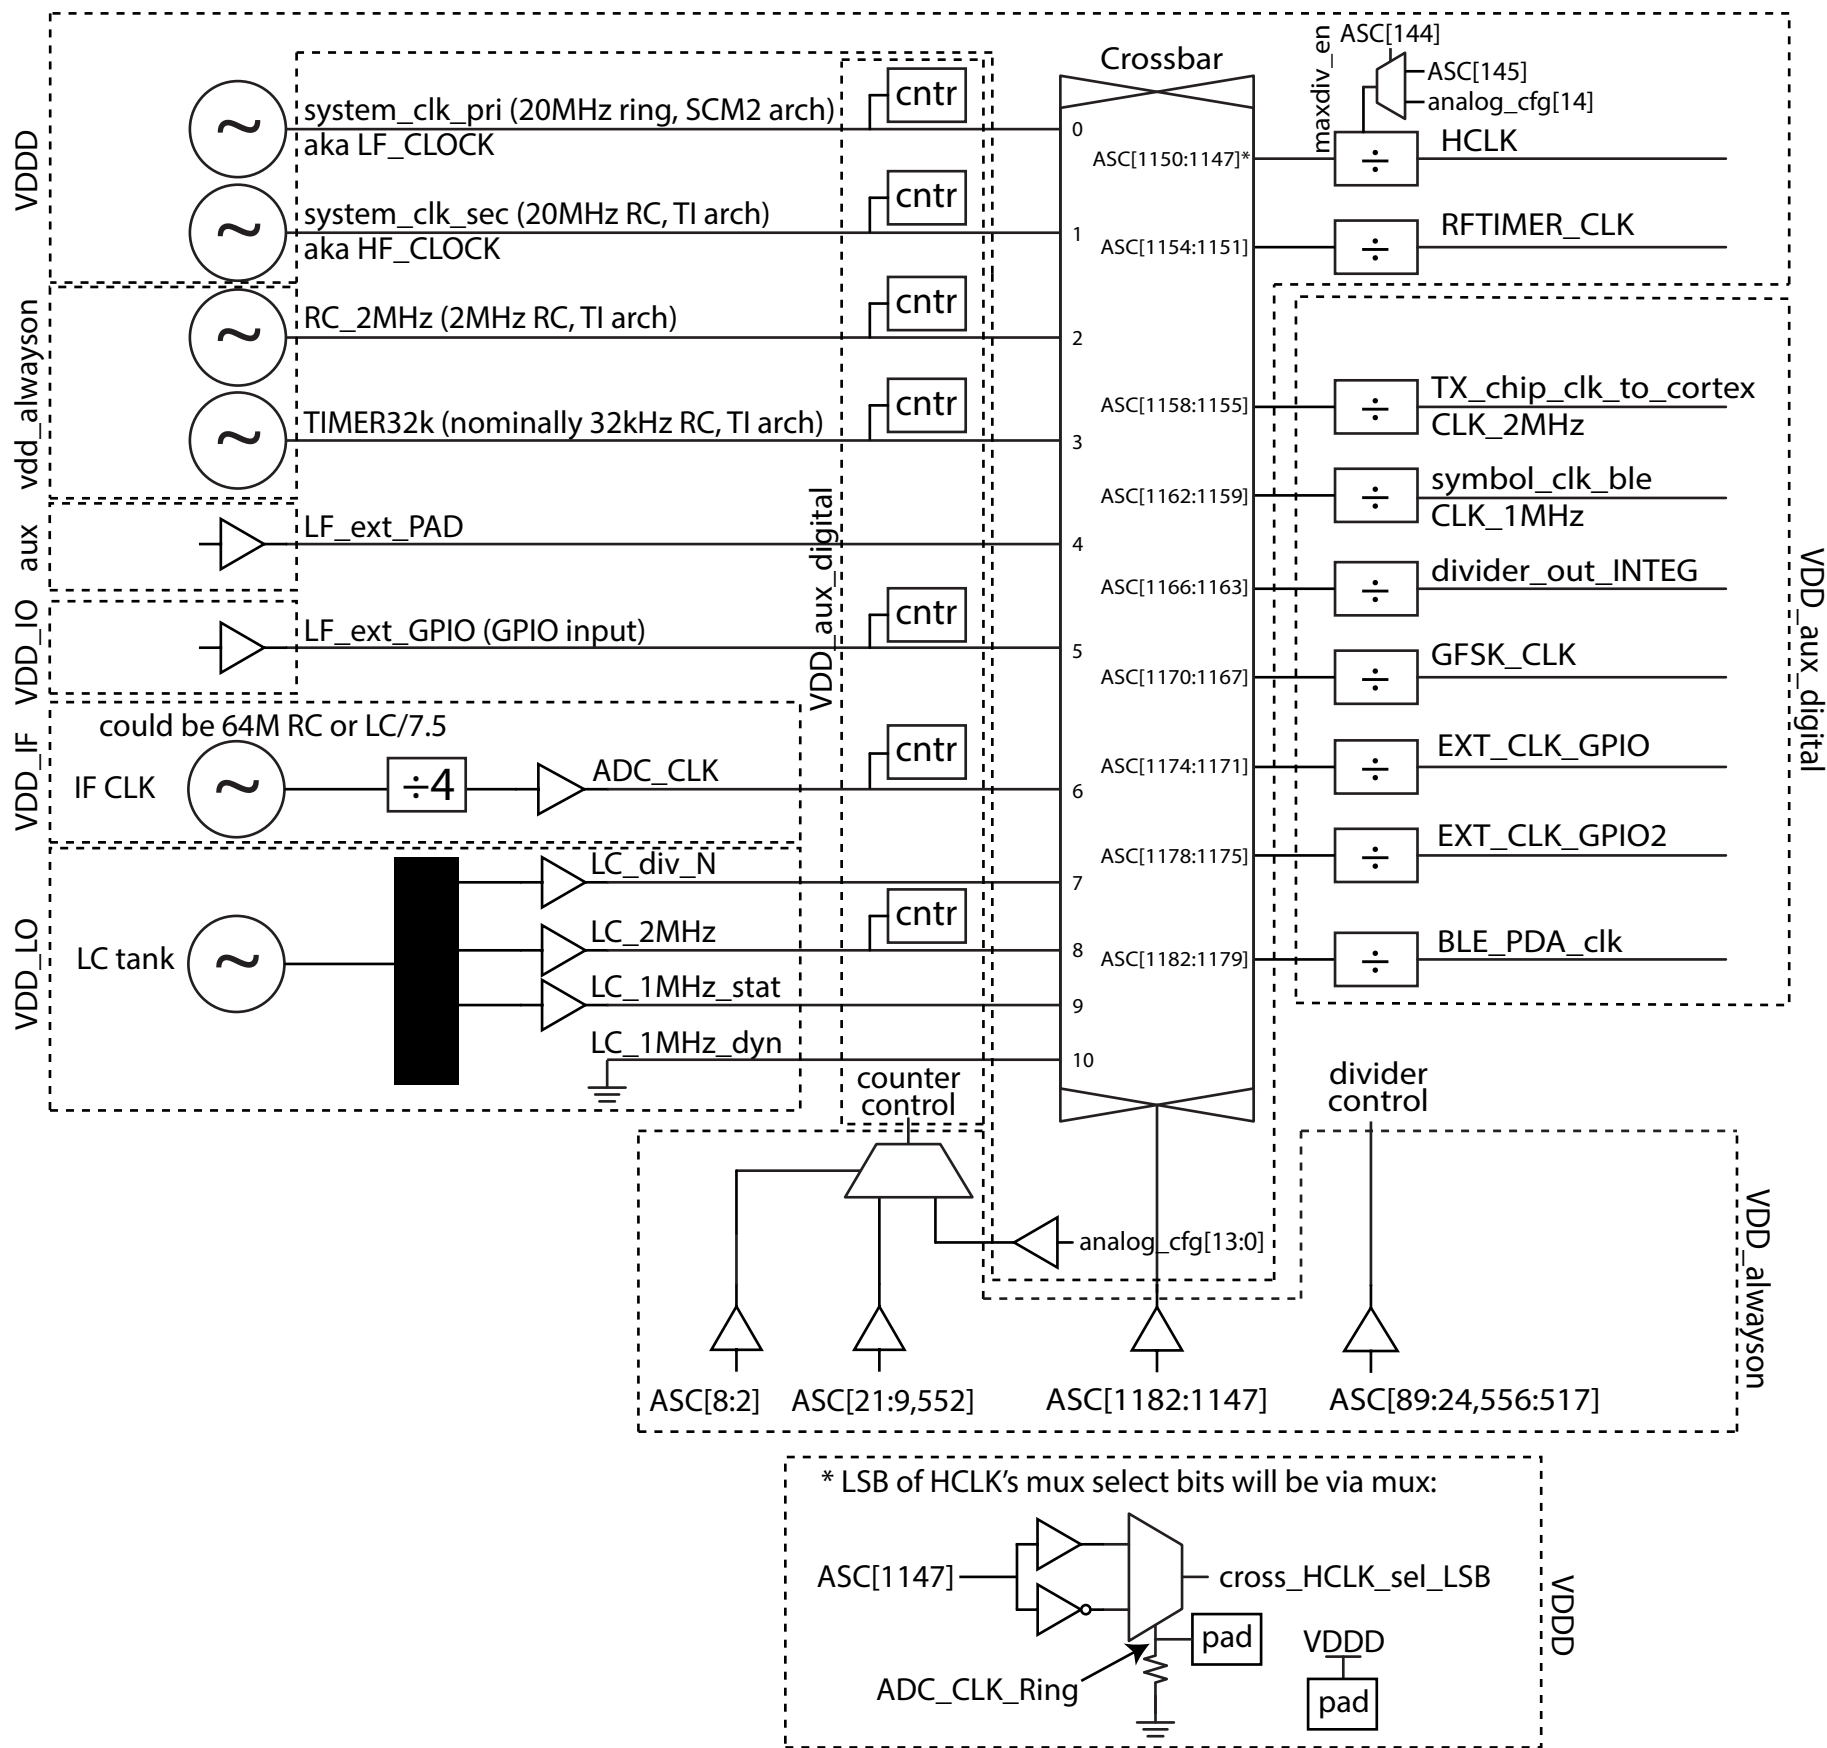 VDDD
system_clk_pri (20MHz ring, SCM2 arch)
aka LF_CLOCK
cntr
0
system_clk_sec (20MHz RC, TI arch)
aka HF_CLOCK
cntr
1
vdd_alwayson
RC_2MHz (2MHz RC, TI arch)
cntr
2
TIMER32k (nominally 32kHz RC, TI arch)
cntr
3
aux
LF_ext_PAD
4
VDD_IO
LF_ext_GPIO (GPIO input)
cntr
5
VDD_aux_digital
VDD_IF
could be 64M RC or LC/7.5
IF CLK
÷4
ADC_CLK
cntr
6
VDD_LO
LC tank
LC_div_N
7
LC_2MHz
cntr
8
LC_1MHz_stat
9
LC_1MHz_dyn
10
Crossbar
ASC[1150:1147]*
ASC[1154:1151]
ASC[1158:1155]
ASC[1162:1159]
ASC[1166:1163]
ASC[1170:1167]
ASC[1174:1171]
ASC[1178:1175]
ASC[1182:1179]
maxdiv_en
ASC[144]
ASC[145]
analog_cfg[14]
÷
HCLK
÷
RFTIMER_CLK
÷
TX_chip_clk_to_cortex
CLK_2MHz
÷
symbol_clk_ble
CLK_1MHz
÷
divider_out_INTEG
÷
GFSK_CLK
÷
EXT_CLK_GPIO
÷
EXT_CLK_GPIO2
÷
BLE_PDA_clk
VDD_aux_digital
counter
control
divider
control
analog_cfg[13:0]
ASC[8:2]
ASC[21:9,552]
ASC[1182:1147]
ASC[89:24,556:517]
VDD_alwayson
* LSB of HCLK’s mux select bits will be via mux:
ASC[1147]
cross_HCLK_sel_LSB
pad
ADC_CLK_Ring
VDDD
pad
VDDD